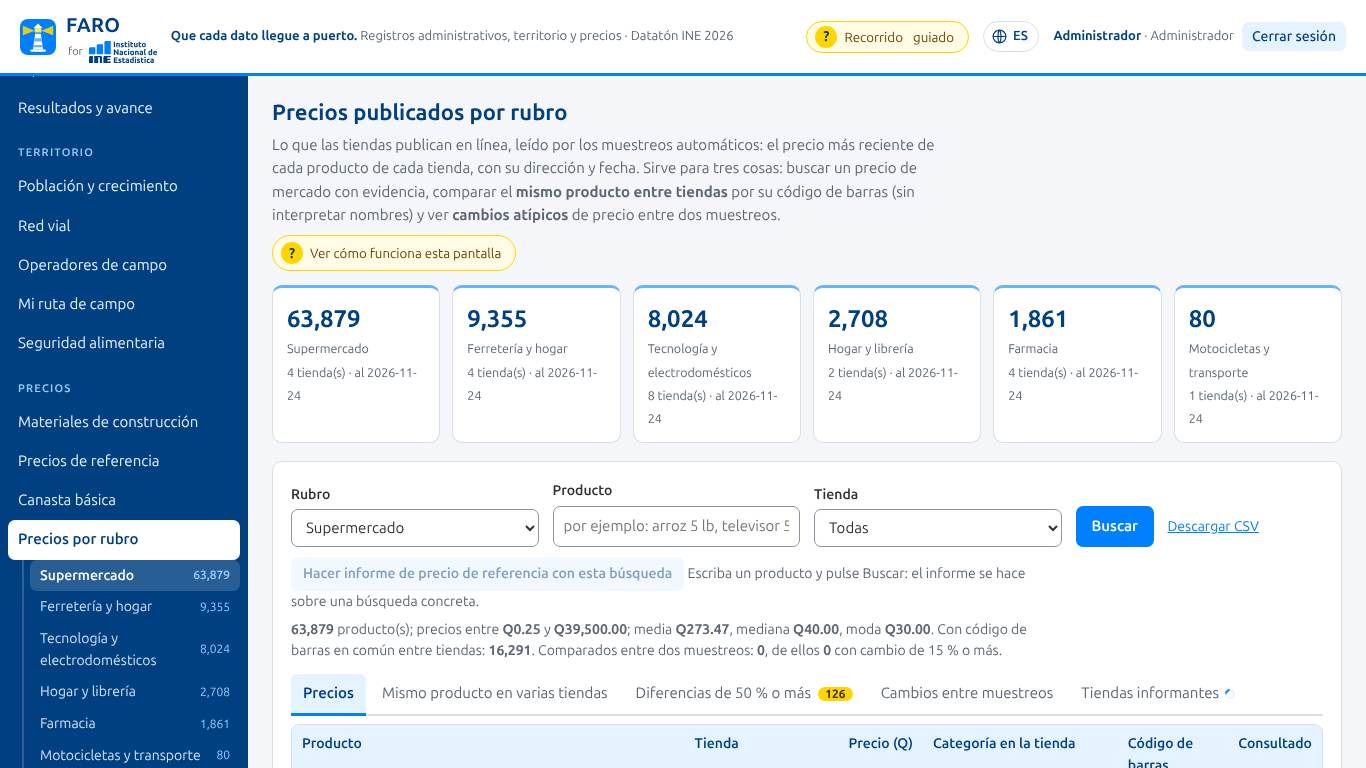 FARO
for Instituto Nacional de Estadística
INE
Que cada dato llegue a puerto. Registros administrativos, territorio y precios · Datatón INE 2026
? Recorrido guiado
ES
Administrador · Administrador
Cerrar sesión
Resultados y avance
TERRITORIO
Población y crecimiento
Red vial
Operadores de campo
Mi ruta de campo
Seguridad alimentaria
PRECIOS
Materiales de construcción
Precios de referencia
Canasta básica
Precios por rubro
Supermercado 63,879
Ferretería y hogar 9,355
Tecnología y
electrodomésticos 8,024
Hogar y librería 2,708
Farmacia 1,861
Motocicletas y transporte 80
Precios publicados por rubro
Lo que las tiendas publican en línea, leído por los muestreos automáticos: el precio más reciente de
cada producto de cada tienda, con su dirección y fecha. Sirve para tres cosas: buscar un precio de
mercado con evidencia, comparar el mismo producto entre tiendas por su código de barras (sin
interpretar nombres) y ver cambios atípicos de precio entre dos muestreos.
? Ver cómo funciona esta pantalla
63,879
Supermercado
4 tienda(s) · al 2026-11-
24
9,355
Ferretería y hogar
4 tienda(s) · al 2026-11-
24
8,024
Tecnología y
electrodomésticos
8 tienda(s) · al 2026-11-
24
2,708
Hogar y librería
2 tienda(s) · al 2026-11-
24
1,861
Farmacia
4 tienda(s) · al 2026-11-
24
80
Motocicletas y
transporte
1 tienda(s) · al 2026-11-
24
Rubro
Supermercado
Producto
por ejemplo: arroz 5 lb, televisor 5
Tienda
Todas
Buscar
Descargar CSV
Hacer informe de precio de referencia con esta búsqueda Escriba un producto y pulse Buscar: el informe se hace
sobre una búsqueda concreta.
63,879 producto(s); precios entre Q0.25 y Q39,500.00; media Q273.47, mediana Q40.00, moda Q30.00. Con código de
barras en común entre tiendas: 16,291. Comparados entre dos muestreos: 0, de ellos 0 con cambio de 15 % o más.
Precios Mismo producto en varias tiendas Diferencias de 50 % o más 126 Cambios entre muestreos Tiendas informantes
Producto Tienda Precio (Q) Categoría en la tienda Código de Consultado
barras